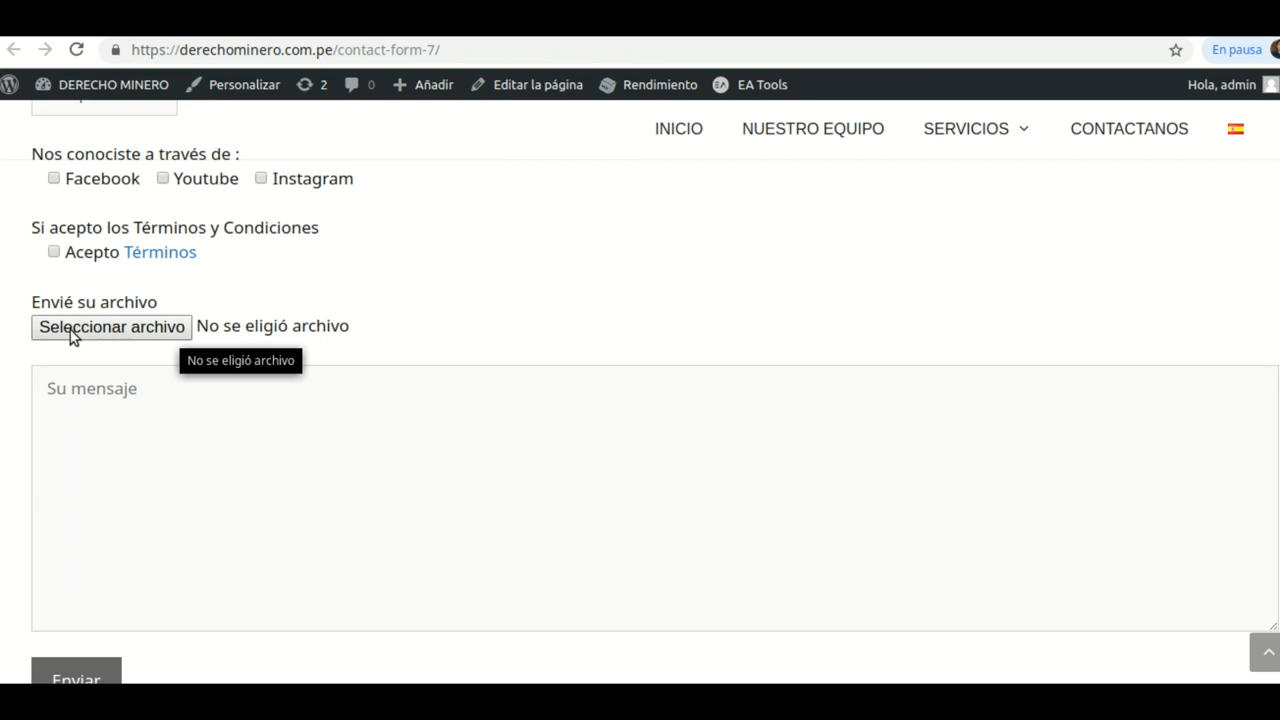 https://derechominero.com.pe/contact-form-7/
En pausa
DERECHO MINERO Personalizar 2 0 Añadir Editar la página Rendimiento EA Tools Hola, admin
INICIO NUESTRO EQUIPO SERVICIOS CONTACTANOS
Nos conociste a través de :
Facebook Youtube Instagram
Si acepto los Términos y Condiciones
Acepto Términos
Envié su archivo
Seleccionar archivo No se eligió archivo
No se eligió archivo
Su mensaje
Enviar